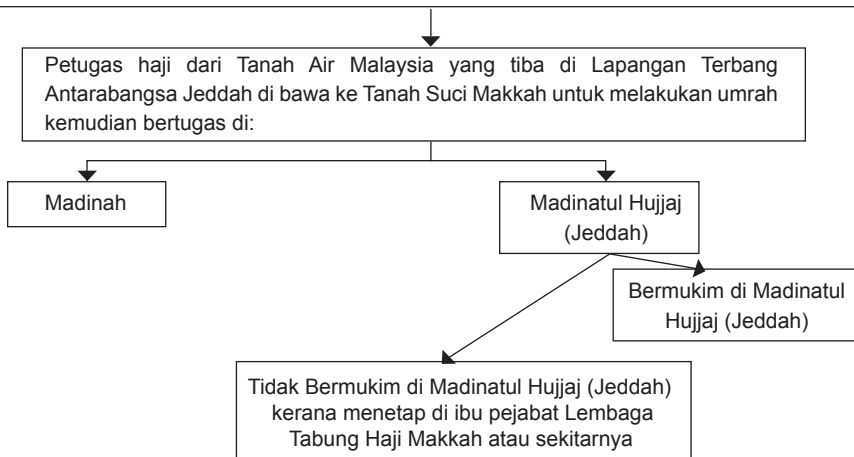 Petugas haji dari Tanah Air Malaysia yang tiba di Lapangan Terbang
Antarabangsa Jeddah di bawa ke Tanah Suci Makkah untuk melakukan umrah
kemudian bertugas di:
Madinah
Madinatul Hujjaj
(Jeddah)
Bermukim di Madinatul
Hujjaj (Jeddah)
Tidak Bermukim di Madinatul Hujjaj (Jeddah)
kerana menetap di ibu pejabat Lembaga
Tabung Haji Makkah atau sekitarnya